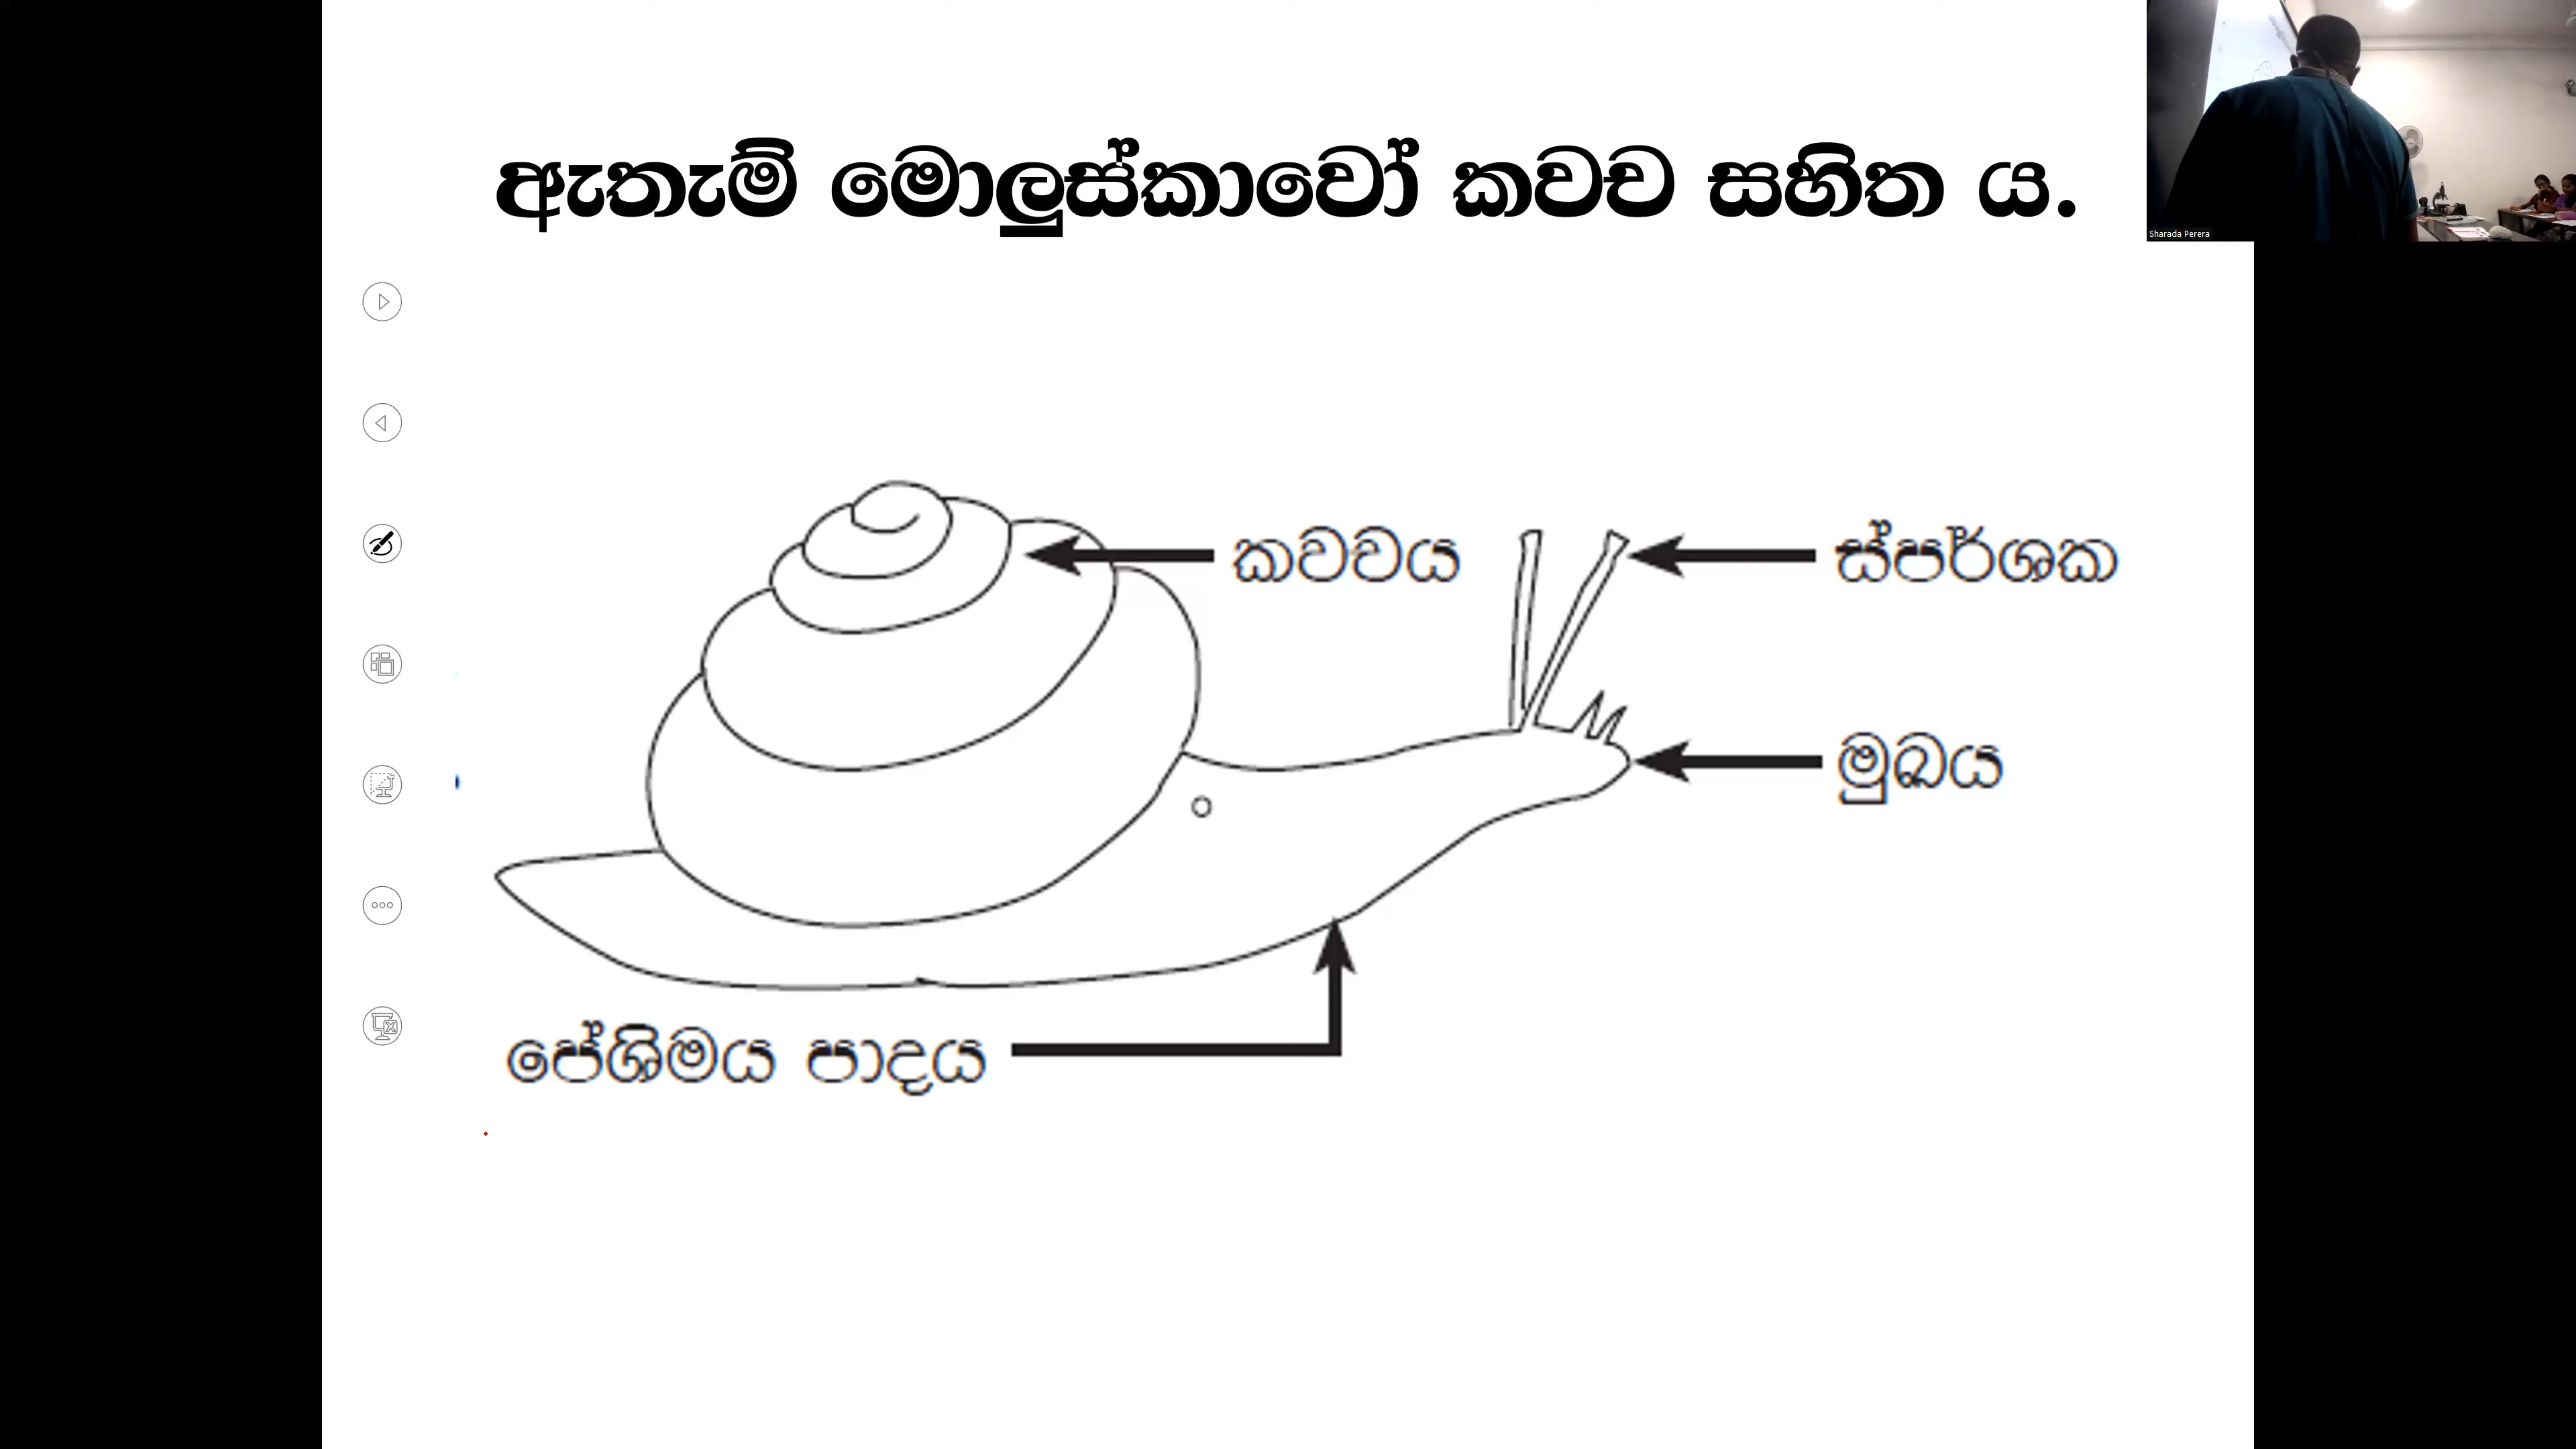 ඇතැම් මොලුස්කාවෝ කවච සහිත ය.
Sharada Perera
කවචය
ස්පර්ශක
මුඛය
පේශිමය පාදය